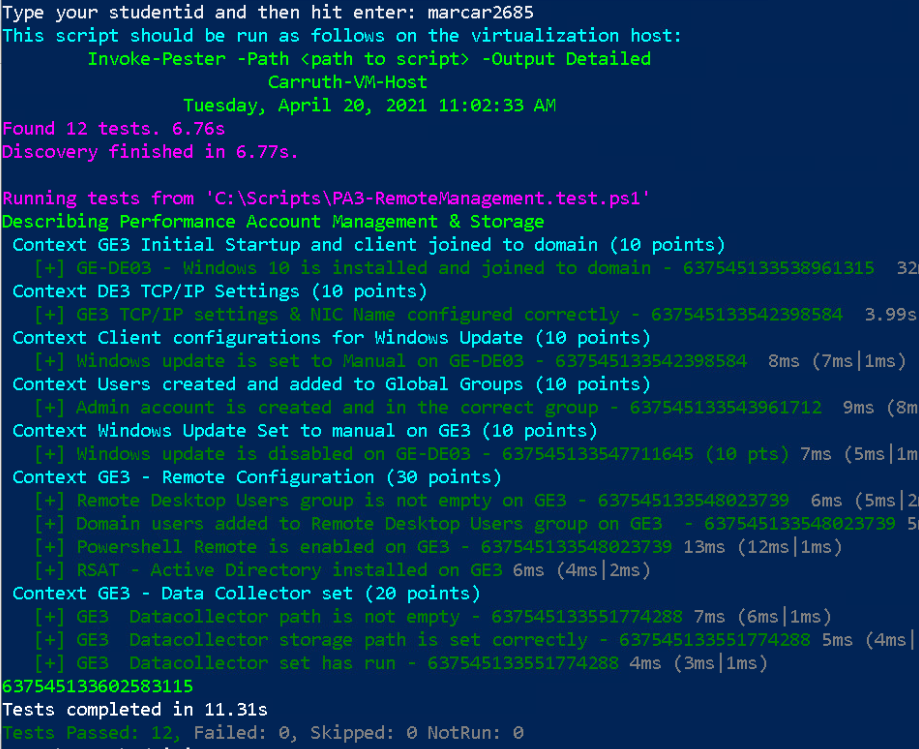 Type your studentid and then hit enter: marcar2685
This script should be run as follows on the virtualization host:
Invoke-Pester -Path <path to script> -Output Detailed
Carruth-VM-Host
Tuesday, April 20, 2021 11:02:33 AM
Found 12 tests. 6.76s
Discovery finished in 6.77s.
Running tests from 'C:\Scripts\PA3-RemoteManagement.test.ps1'
Describing Performance Account Management & Storage
Context GE3 Initial Startup and client joined to domain (10 points)
[+] GE-DE03 - Windows 10 is installed and joined to domain - 637545133538961315 32
Context DE3 TCP/IP Settings (10 points)
[+] GE3 TCP/IP settings & NIC Name configured correctly - 637545133542398584 3.99s
Context Client configurations for Windows Update (10 points)
[+] Windows update is set to Manual on GE-DE03 - 637545133542398584 8ms (7ms|1ms)
Context Users created and added to Global Groups (10 points)
[+] Admin account is created and in the correct group - 637545133543961712 9ms (8m
Context Windows Update Set to manual on GE3 (10 points)
[+] Windows update is disabled on GE-DE03 - 637545133547711645 (10 pts) 7ms (5ms|1m
Context GE3 - Remote Configuration (30 points)
[+] Remote Desktop Users group is not empty on GE3 - 637545133548023739 6ms (5ms|2
[+] Domain users added to Remote Desktop Users group on GE3 - 637545133548023739 5
[+] Powershell Remote is enabled on GE3 - 637545133548023739 13ms (12ms|1ms)
[+] RSAT - Active Directory installed on GE3 6ms (4ms|2ms)
Context GE3 - Data Collector set (20 points)
[+] GE3 Datacollector path is not empty - 637545133551774288 7ms (6ms|1ms)
[+] GE3 Datacollector storage path is set correctly - 637545133551774288 5ms (4ms|
[+] GE3 Datacollector set has run - 637545133551774288 4ms (3ms|1ms)
637545133602583115
Tests completed in 11.31s
Tests Passed: 12, Failed: 0, Skipped: 0 NotRun: 0